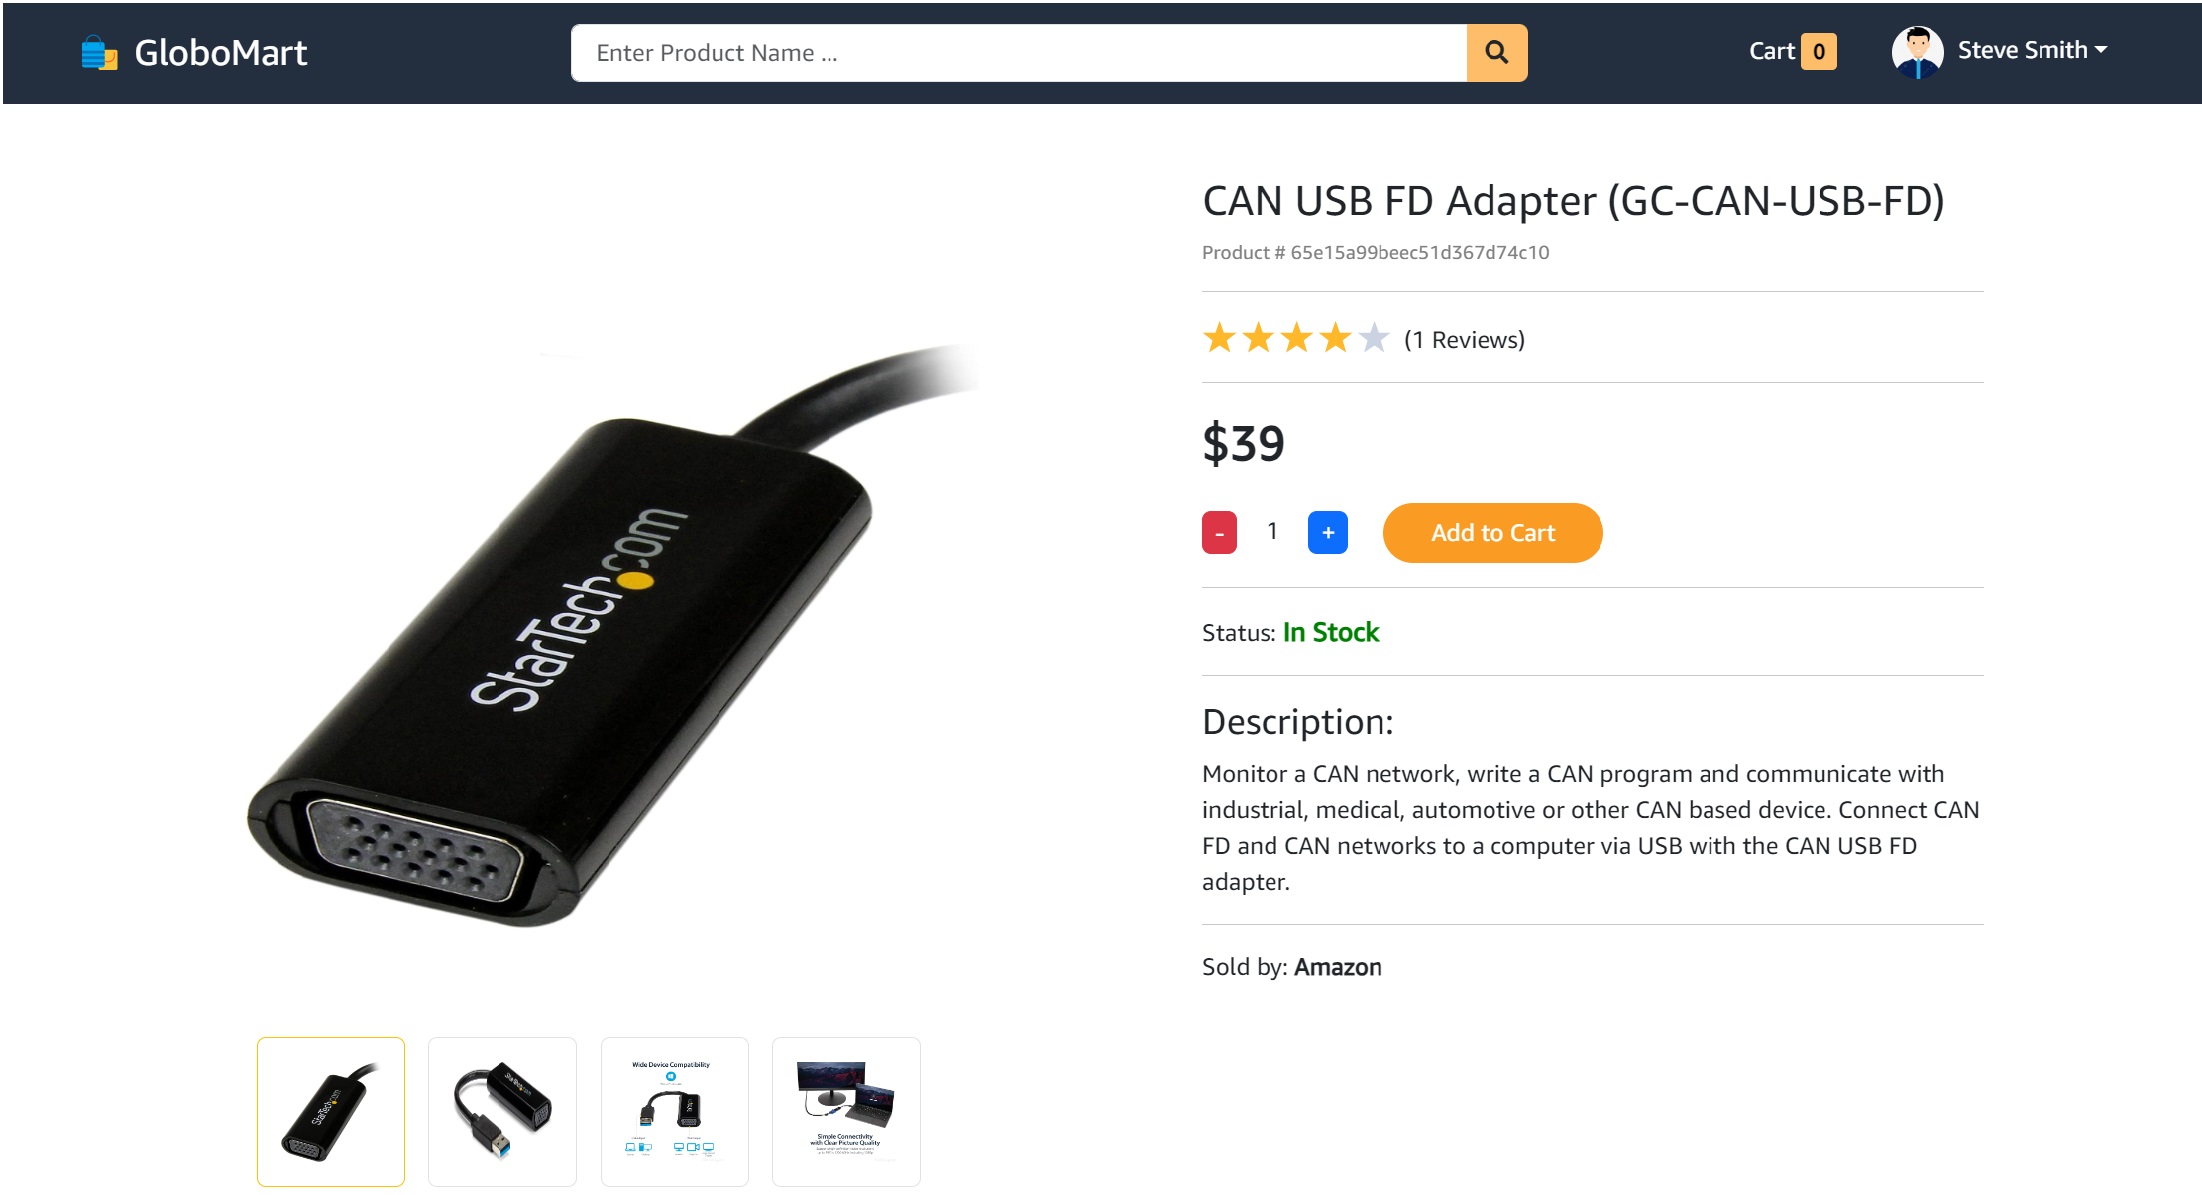 GloboMart
Enter Product Name ...
Cart 0
Steve Smith
CAN USB FD Adapter (GC-CAN-USB-FD)
Product # 65e15a99beec51d367d74c10
(1 Reviews)
$39
- 1 + Add to Cart
Status: In Stock
Description:
Monitor a CAN network, write a CAN program and communicate with
industrial, medical, automotive or other CAN based device. Connect CAN
FD and CAN networks to a computer via USB with the CAN USB FD
adapter.
Sold by: Amazon
StarTech.com
StarTech.com
StarTech.com
Wide Device Compatibility
Simple Connectivity
with Clear Picture Quality